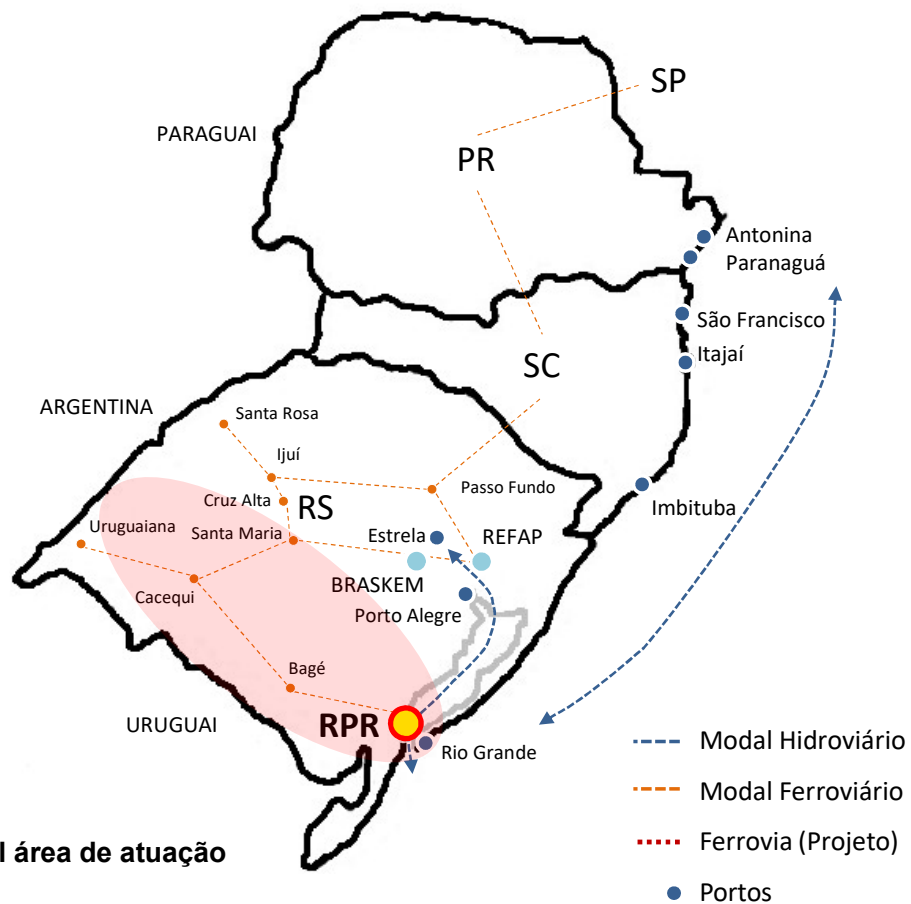 SP
PARAGUAI
PR
Antonina
Paranaguá
São Francisco
Itajaí
SC
ARGENTINA
Santa Rosa
Ijuí
Passo Fundo
Cruz Alta
RS
Imbituba
Uruguaiana
Santa Maria
Estrela
REFAP
BRASKEM
Cacequi
Porto Alegre
Bagé
URUGUAI
RPR
Rio Grande
Modal Hidroviário
Modal Ferroviário
Ferrovia (Projeto)
Portos
l área de atuação